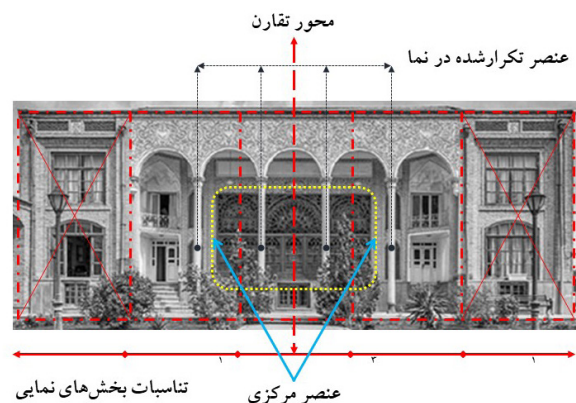 محور تقارن
عنصر تکرارشده در نما
۱ ۳ ۱
تناسبات بخش‌های نمایی
عنصر مرکزی